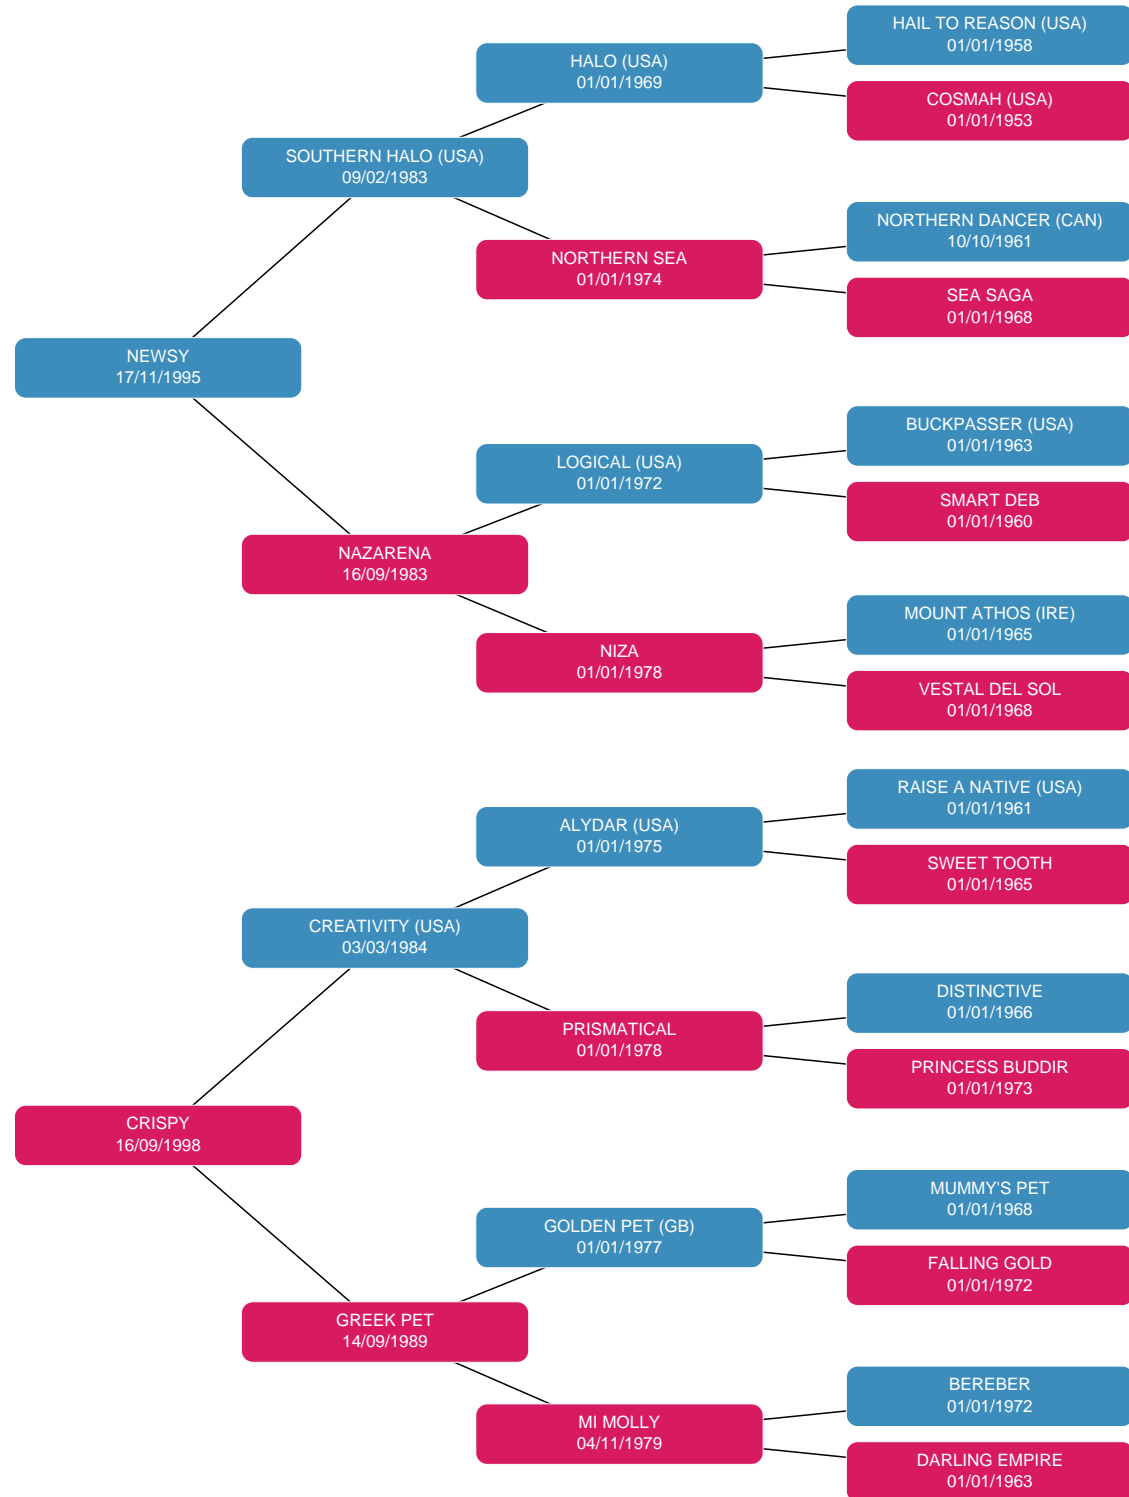 HAIL TO REASON (USA)
01/01/1958
HALO (USA)
01/01/1969
COSMAH (USA)
01/01/1953
SOUTHERN HALO (USA)
09/02/1983
NORTHERN DANCER (CAN)
10/10/1961
NORTHERN SEA
01/01/1974
SEA SAGA
01/01/1968
NEWSY
17/11/1995
BUCKPASSER (USA)
01/01/1963
LOGICAL (USA)
01/01/1972
SMART DEB
01/01/1960
NAZARENA
16/09/1983
MOUNT ATHOS (IRE)
01/01/1965
NIZA
01/01/1978
VESTAL DEL SOL
01/01/1968
RAISE A NATIVE (USA)
01/01/1961
ALYDAR (USA)
01/01/1975
SWEET TOOTH
01/01/1965
CREATIVITY (USA)
03/03/1984
DISTINCTIVE
01/01/1966
PRISMATICAL
01/01/1978
PRINCESS BUDDIR
01/01/1973
CRISPY
16/09/1998
MUMMY'S PET
01/01/1968
GOLDEN PET (GB)
01/01/1977
FALLING GOLD
01/01/1972
GREEK PET
14/09/1989
BEREBER
01/01/1972
MI MOLLY
04/11/1979
DARLING EMPIRE
01/01/1963